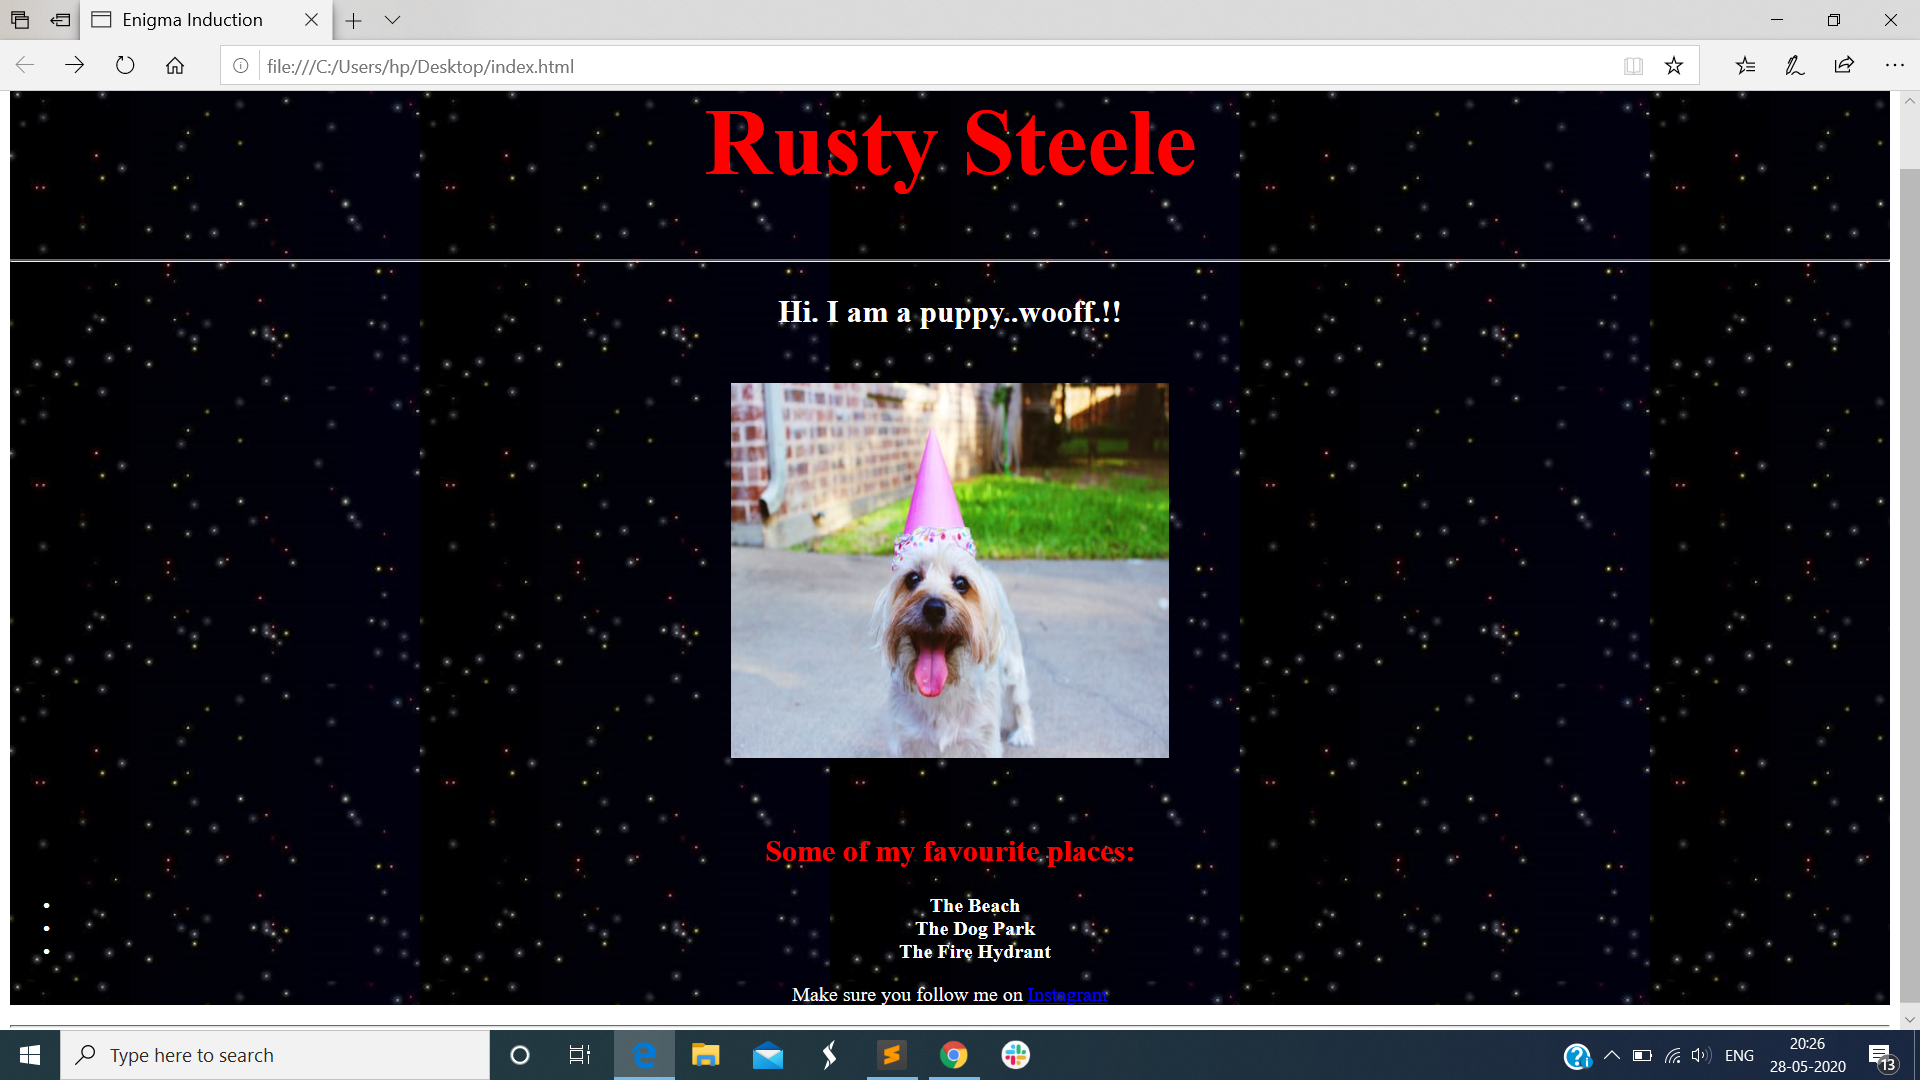 Enigma Induction
file:///C:/Users/hp/Desktop/index.html
Rusty Steele
Hi. I am a puppy..wooff.!!
Some of my favourite places:
• The Beach
• The Dog Park
• The Fire Hydrant
Make sure you follow me on Instagram
Type here to search
ENG
20:26
28-05-2020
13